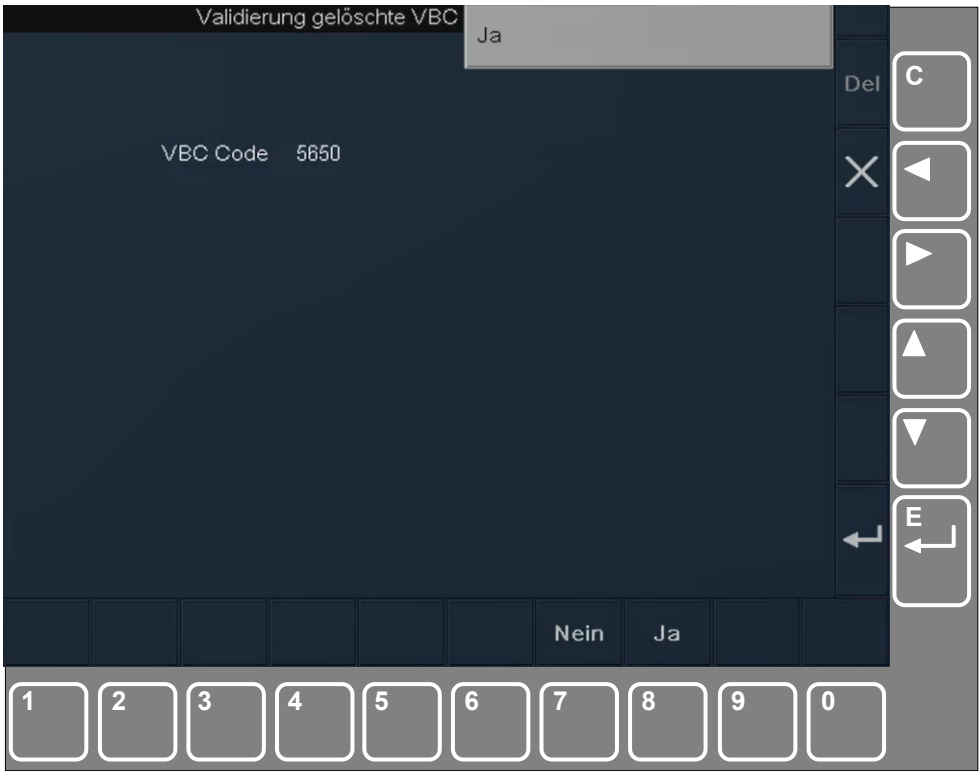 Validierung gelöschte VBC
Ja
Del
C
VBC Code 5650
E
Nein Ja
1 2 3 4 5 6 7 8 9 0